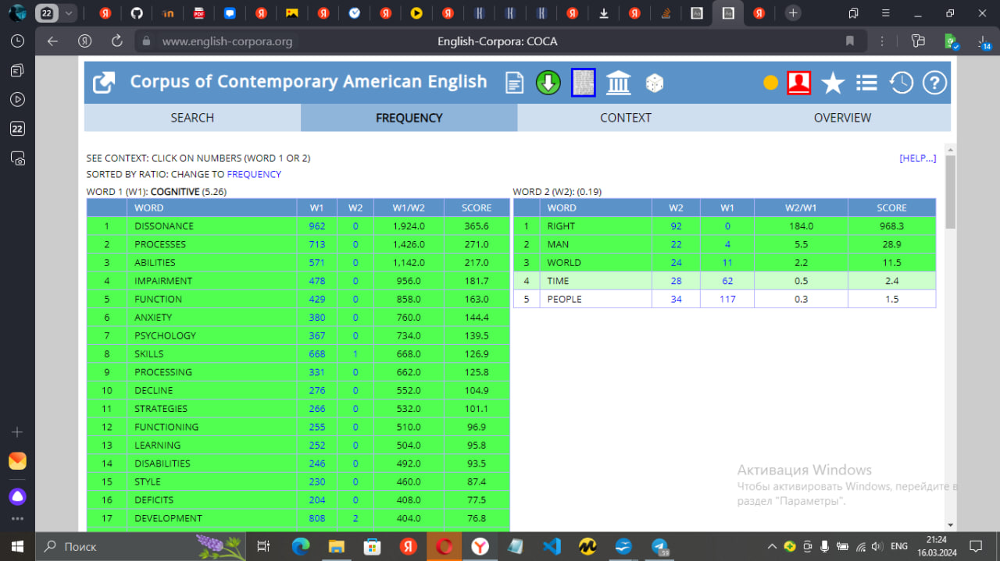 22
www.english-corpora.org
English-Corpora: COCA
14
22
Corpus of Contemporary American English
SEARCH FREQUENCY CONTEXT OVERVIEW
SEE CONTEXT: CLICK ON NUMBERS (WORD 1 OR 2) [HELP...]
SORTED BY RATIO: CHANGE TO FREQUENCY
WORD 1 (W1): COGNITIVE (5.26)
WORD W1 W2 W1/W2 SCORE
1 DISSONANCE 962 0 1,924.0 365.6
2 PROCESSES 713 0 1,426.0 271.0
3 ABILITIES 571 0 1,142.0 217.0
4 IMPAIRMENT 478 0 956.0 181.7
5 FUNCTION 429 0 858.0 163.0
6 ANXIETY 380 0 760.0 144.4
7 PSYCHOLOGY 367 0 734.0 139.5
8 SKILLS 668 1 668.0 126.9
9 PROCESSING 331 0 662.0 125.8
10 DECLINE 276 0 552.0 104.9
11 STRATEGIES 266 0 532.0 101.1
12 FUNCTIONING 255 0 510.0 96.9
13 LEARNING 252 0 504.0 95.8
14 DISABILITIES 246 0 492.0 93.5
15 STYLE 230 0 460.0 87.4
16 DEFICITS 204 0 408.0 77.5
17 DEVELOPMENT 808 2 404.0 76.8
WORD 2 (W2): (0.19)
WORD W2 W1 W2/W1 SCORE
1 RIGHT 92 0 184.0 968.3
2 MAN 22 4 5.5 28.9
3 WORLD 24 11 2.2 11.5
4 TIME 28 62 0.5 2.4
5 PEOPLE 34 117 0.3 1.5
Активация Windows
Чтобы активировать Windows, перейдите в
раздел "Параметры".
Поиск
59
ENG
21:24
16.03.2024